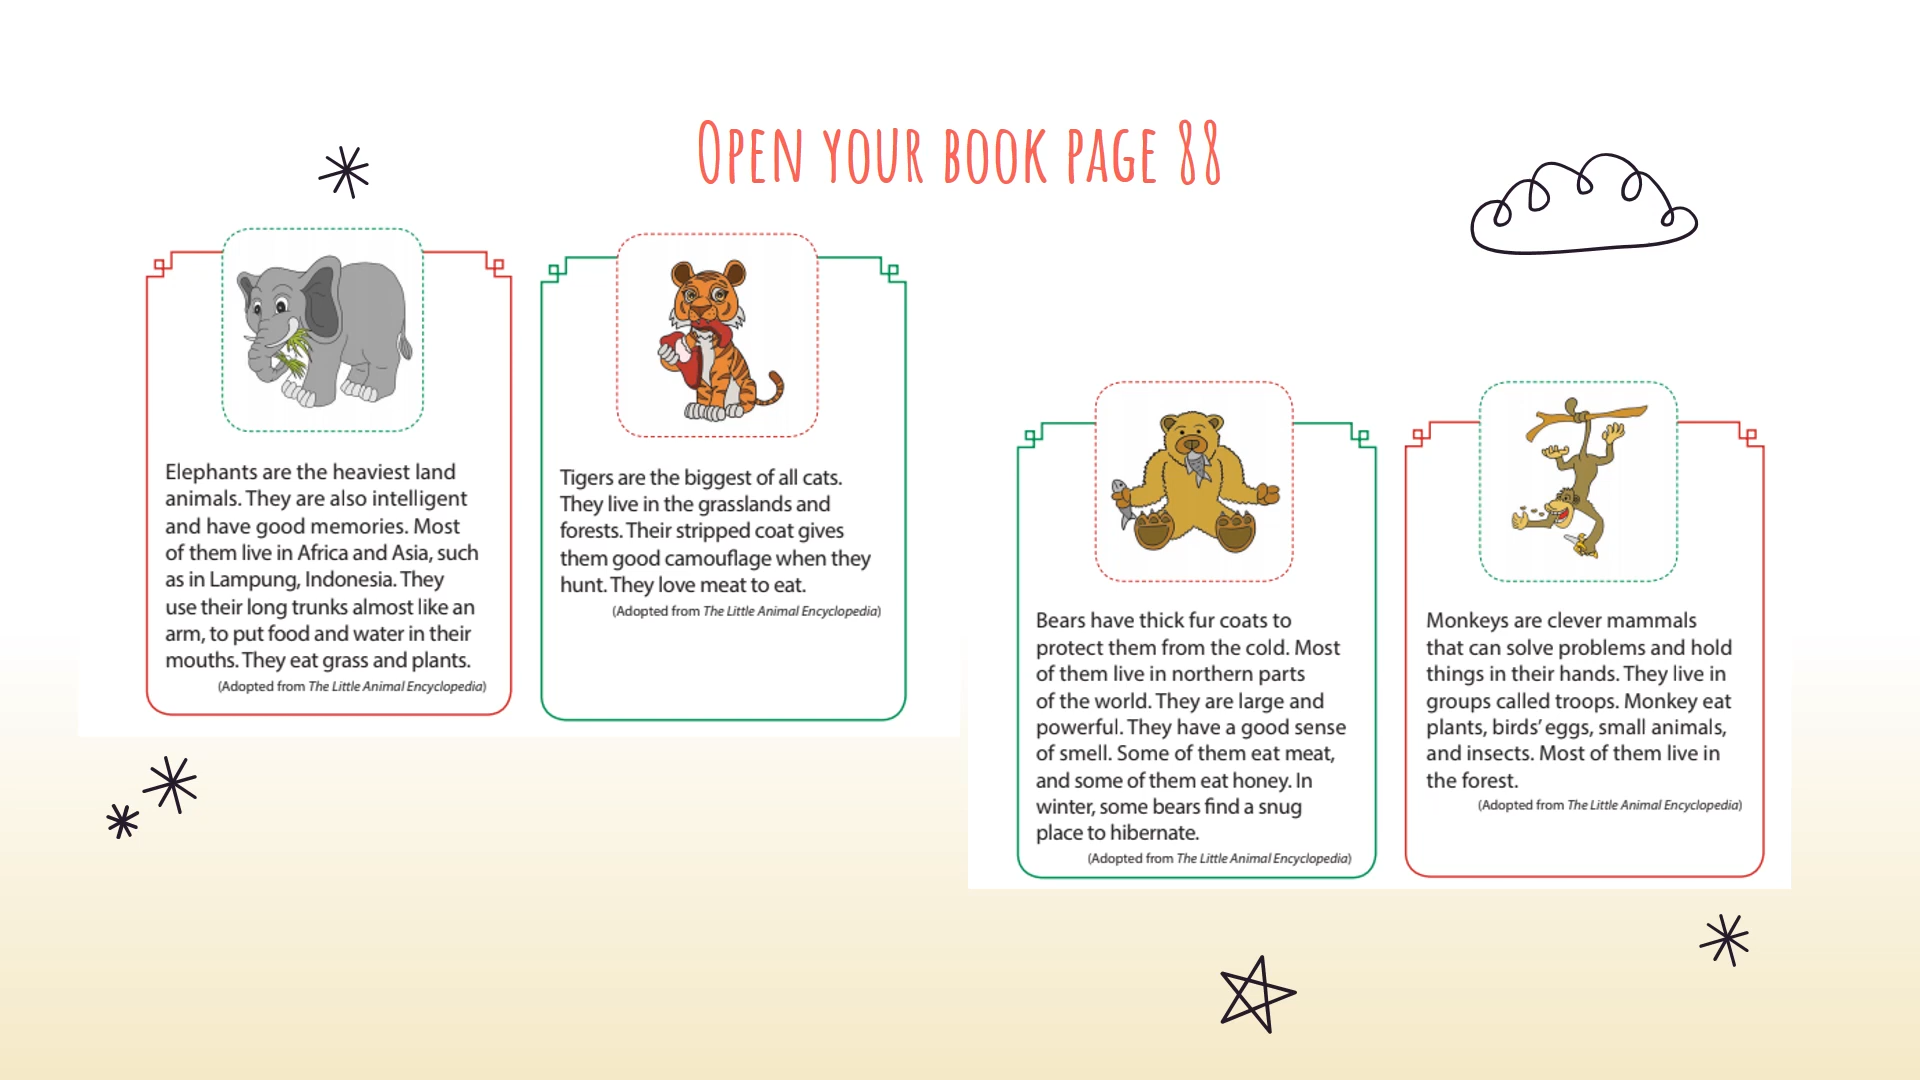 Open your book page 88
Elephants are the heaviest land
animals. They are also intelligent
and have good memories. Most
of them live in Africa and Asia, such
as in Lampung, Indonesia. They
use their long trunks almost like an
arm, to put food and water in their
mouths. They eat grass and plants.
(Adopted from The Little Animal Encyclopedia)
Tigers are the biggest of all cats.
They live in the grasslands and
forests. Their stripped coat gives
them good camouflage when they
hunt. They love meat to eat.
(Adopted from The Little Animal Encyclopedia)
Bears have thick fur coats to
protect them from the cold. Most
of them live in northern parts
of the world. They are large and
powerful. They have a good sense
of smell. Some of them eat meat,
and some of them eat honey. In
winter, some bears find a snug
place to hibernate.
(Adopted from The Little Animal Encyclopedia)
Monkeys are clever mammals
that can solve problems and hold
things in their hands. They live in
groups called troops. Monkey eat
plants, birds' eggs, small animals,
and insects. Most of them live in
the forest.
(Adopted from The Little Animal Encyclopedia)